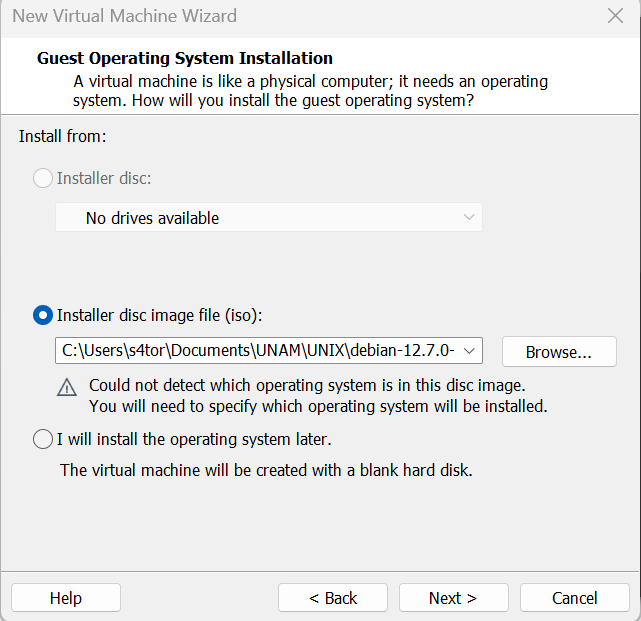 New Virtual Machine Wizard
Guest Operating System Installation
A virtual machine is like a physical computer; it needs an operating
system. How will you install the guest operating system?
Install from:
Installer disc:
No drives available
Installer disc image file (iso):
C:\Users\s4tor\Documents\UNAM\UNIX\debian-12.7.0-
Browse...
Could not detect which operating system is in this disc image.
You will need to specify which operating system will be installed.
I will install the operating system later.
The virtual machine will be created with a blank hard disk.
Help
< Back
Next >
Cancel